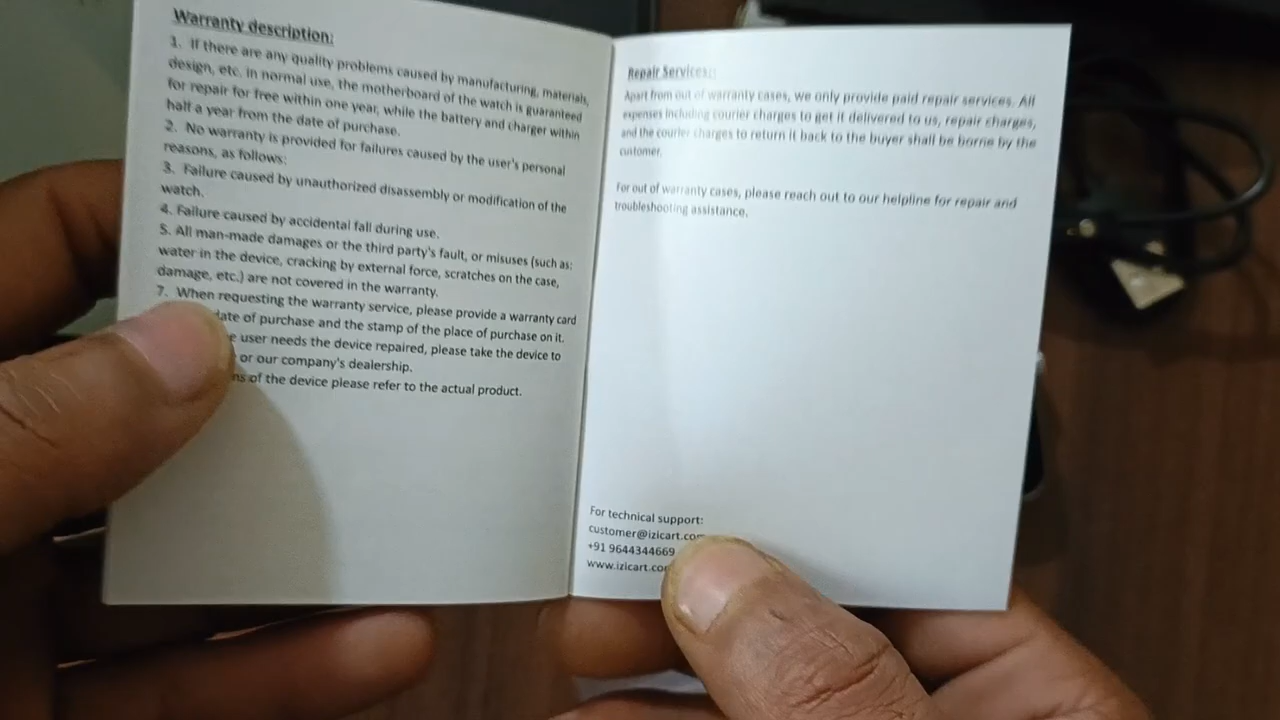 Warranty description:
1. If there are any quality problems caused by manufacturing, materials,
design, etc. in normal use, the motherboard of the watch is guaranteed
for repair for free within one year, while the battery and charger within
half a year from the date of purchase.
2. No warranty is provided for failures caused by the user's personal
reasons, as follows:
3. Failure caused by unauthorized disassembly or modification of the
watch.
4. Failure caused by accidental fall during use.
5. All man-made damages or the third party's fault, or misuses (such as:
water in the device, cracking by external force, scratches on the case,
damage, etc.) are not covered in the warranty.
7. When requesting the warranty service, please provide a warranty card
of purchase and the stamp of the place of purchase on it.
user needs the device repaired, please take the device to
or our company's dealership.
of the device please refer to the actual product.
Repair Services:
Apart from out of warranty cases, we only provide paid repair services. All
expenses including courier charges to get it delivered to us, repair charges,
and the courier charges to return it back to the buyer shall be borne by the
customer.
For out of warranty cases, please reach out to our helpline for repair and
troubleshooting assistance.
For technical support:
customer@izicart.com
+91 9644344669
www.izicart.co